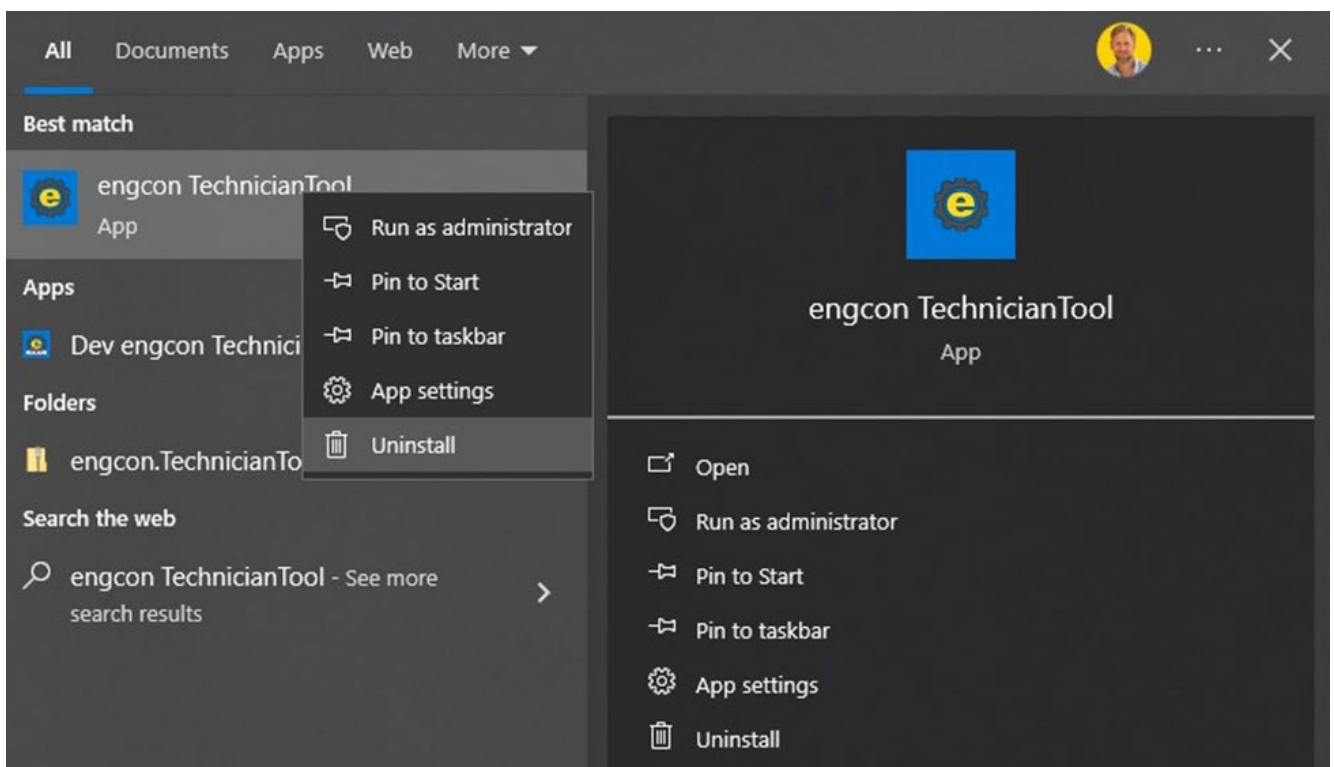 All Documents Apps Web More
Best match
engcon TechnicianTool
App
Run as administrator
Pin to Start
Pin to taskbar
App settings
Uninstall
Apps
Dev engcon Technici
Folders
engcon.TechnicianTo
Search the web
engcon TechnicianTool - See more
search results
e
engcon TechnicianTool
App
Open
Run as administrator
Pin to Start
Pin to taskbar
App settings
Uninstall